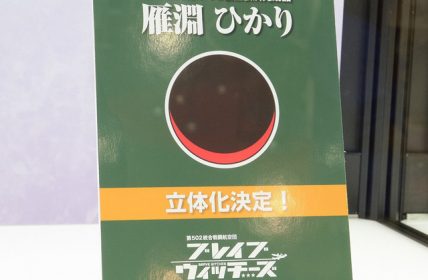 雁淵 ひかり
立体化決定！
第502統合戦闘航空団
ブレイブ
ウィッチーズ